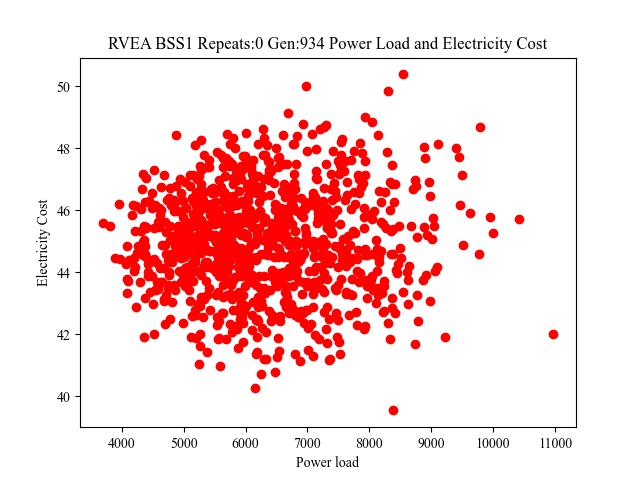 RVEA BSS1 Repeats:0 Gen:934 Power Load and Electricity Cost
50
48
46
44
42
40
Electricity Cost
4000 5000 6000 7000 8000 9000 10000 11000
Power load